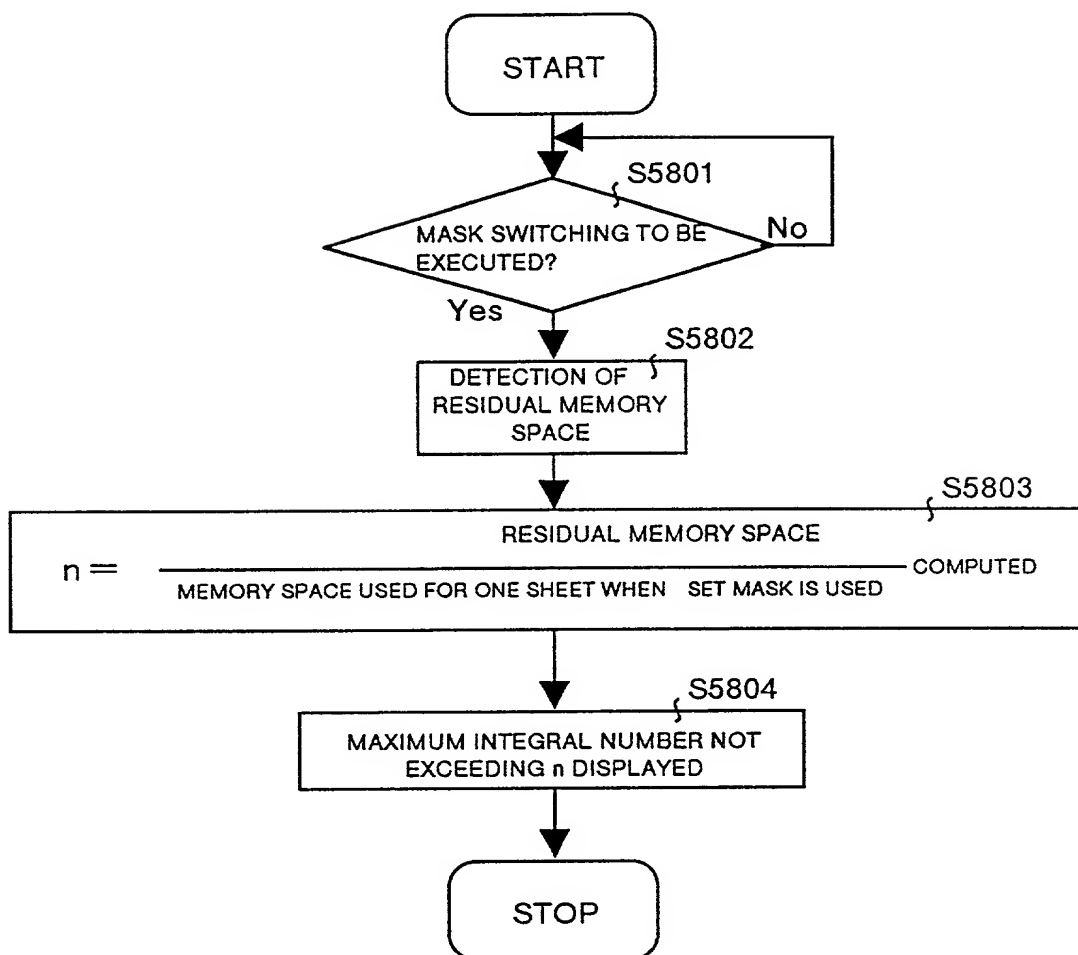 START
S5801
MASK SWITCHING TO BE
EXECUTED?
No
Yes
S5802
DETECTION OF
RESIDUAL MEMORY
SPACE
S5803
RESIDUAL MEMORY SPACE
n =
COMPUTED
MEMORY SPACE USED FOR ONE SHEET WHEN SET MASK IS USED
S5804
MAXIMUM INTEGRAL NUMBER NOT
EXCEEDING n DISPLAYED
STOP